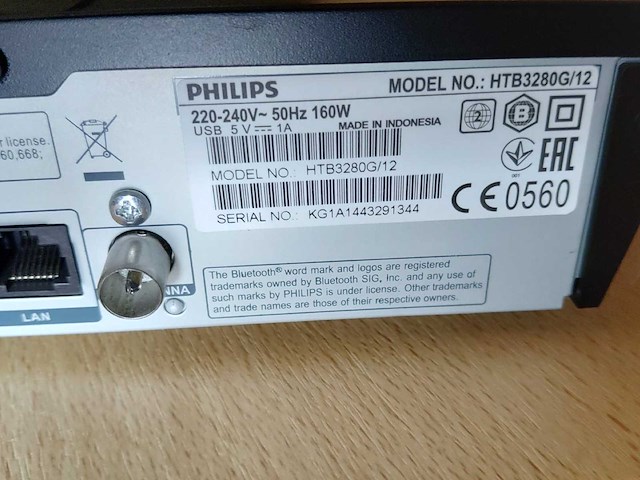 PHILIPS
MODEL NO.: HTB3280G/12
220-240V~ 50Hz 160W
USB 5V⎓1A
MADE IN INDONESIA
2
B
MODEL NO.: HTB3280G/12
EAC
SERIAL NO.: KG1A1443291344
CE0560
license.
60,668;
LAN
NNA
The Bluetooth® word mark and logos are registered
trademarks owned by Bluetooth SIG, Inc. and any use of
such marks by PHILIPS is under license. Other trademarks
and trade names are those of their respective owners.